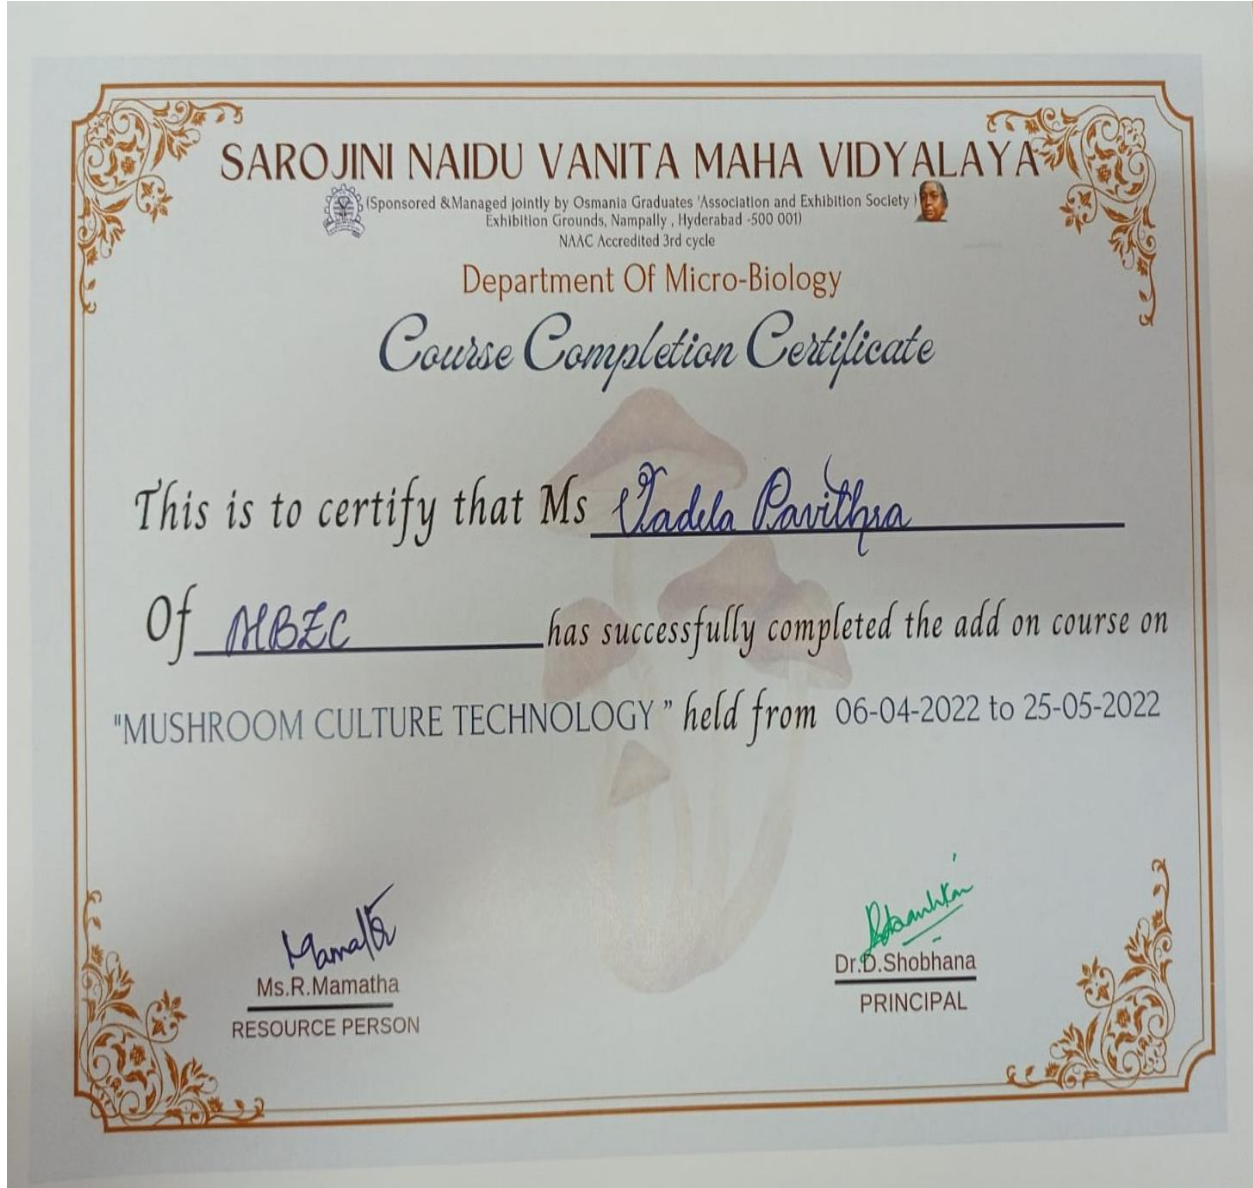 SAROJINI NAIDU VANITA MAHA VIDYALAYA
(Sponsored &Managed jointly by Osmania Graduates 'Association and Exhibition Society )
Exhibition Grounds, Nampally , Hyderabad -500 001)
NAAC Accredited 3rd cycle
Department Of Micro-Biology
Course Completion Certificate
This is to certify that Ms Vadela Pavithra
Of MBZC has successfully completed the add on course on
"MUSHROOM CULTURE TECHNOLOGY " held from 06-04-2022 to 25-05-2022
Mamatha
Ms.R.Mamatha
RESOURCE PERSON
Dr.D.Shobhana
PRINCIPAL